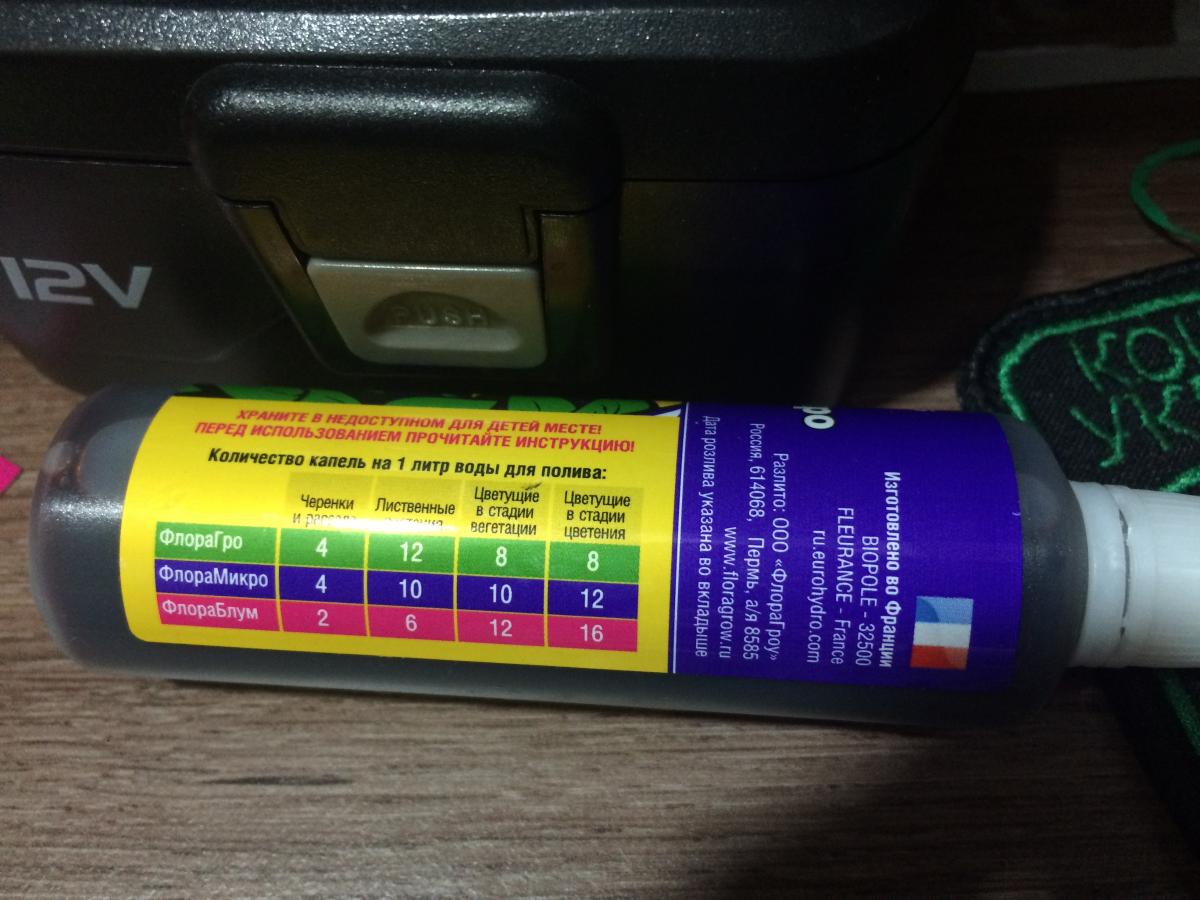 12V
PUSH
ХРАНИТЕ В НЕДОСТУПНОМ ДЛЯ ДЕТЕЙ МЕСТЕ!
ПЕРЕД ИСПОЛЬЗОВАНИЕМ ПРОЧИТАЙТЕ ИНСТРУКЦИЮ!
Количество капель на 1 литр воды для полива:
Черенки Лиственные Цветущие Цветущие
и в стадии в стадии
вегетации цветения
ФлораГро 4 12 8 8
ФлораМикро 4 10 10 12
ФлораБлум 2 6 12 16
ро
Изготовлено во Франции
BIOPOLE - 32500
FLEURANCE - France
ru.eurohydro.com
Разлито: ООО «ФлораГроу»
Россия, 614068, Пермь, а/я 8585
www.floragrow.ru
Дата розлива указана во вкладыше
КО
УК